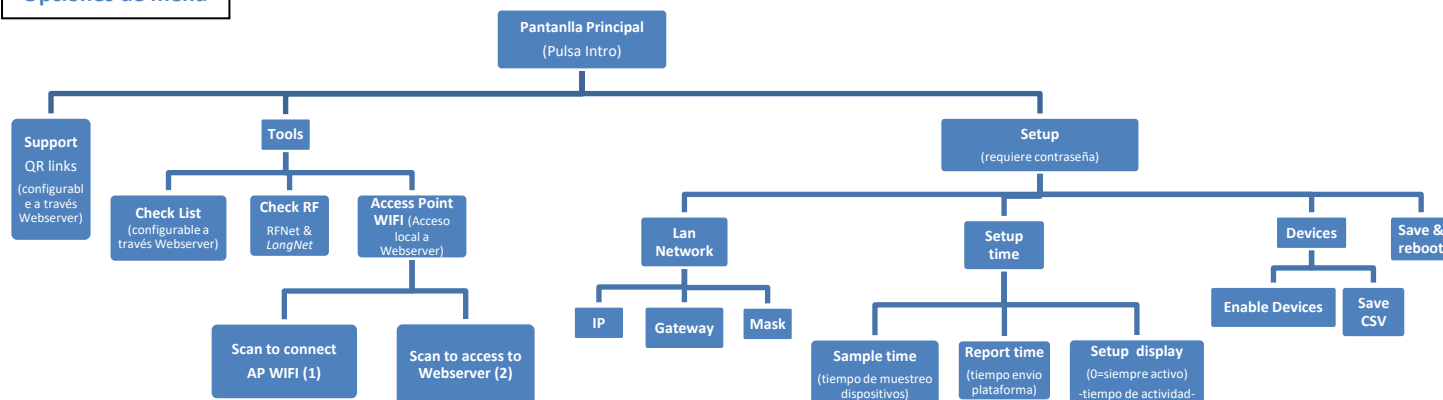 Opciones de menú
Pantanlla Principal
(Pulsa Intro)
Support
QR links
(configurabl
e a través
Webserver)
Tools
Setup
(requiere contraseña)
Check List
(configurable a
través Webserver)
Check RF
RFNet &
LongNet
Access Point
WIFI (Acceso
local a
Webserver)
Lan
Network
Setup
time
Devices
Save &
reboot
IP
Gateway
Mask
Enable Devices
Save
CSV
Scan to connect
AP WIFI (1)
Scan to access to
Webserver (2)
Sample time
(tiempo de muestreo
dispositivos)
Report time
(tiempo envio
plataforma)
Setup display
(0=siempre activo)
-tiempo de actividad-